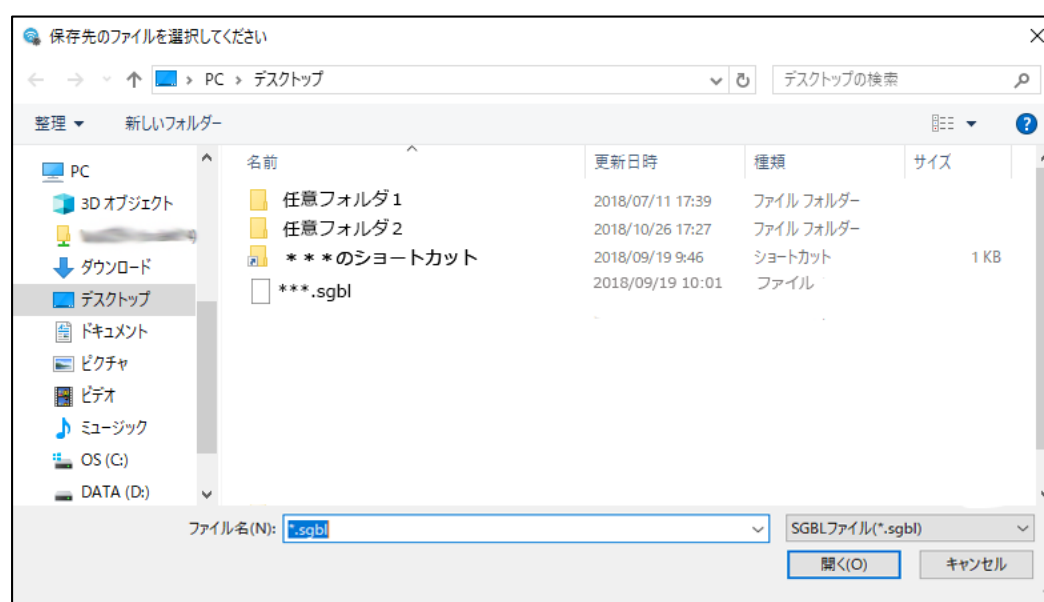 保存先のファイルを選択してください
PC > デスクトップ
デスクトップの検索
整理
新しいフォルダー
名前
更新日時
種類
サイズ
PC
3D オブジェクト
ダウンロード
デスクトップ
ドキュメント
ピクチャ
ビデオ
ミュージック
OS (C:)
DATA (D:)
任意フォルダ1 2018/07/11 17:39 ファイル フォルダー
任意フォルダ2 2018/10/26 17:27 ファイル フォルダー
***のショートカット 2018/09/19 9:46 ショートカット 1 KB
***.sgbl 2018/09/19 10:01 ファイル
ファイル名(N): *.sgbl
SGBLファイル(*.sgbl)
開く(O)
キャンセル